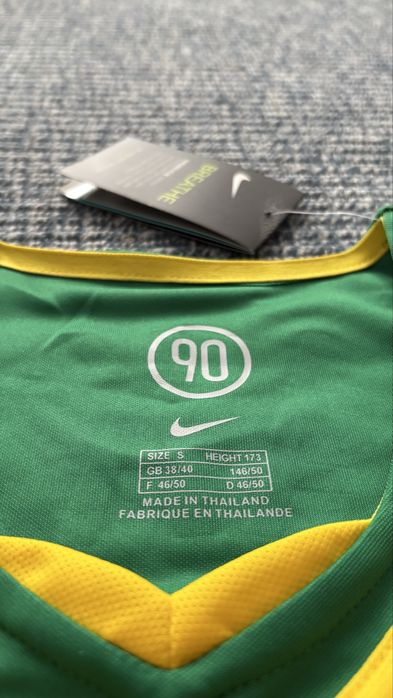 BREATHE
90
SIZE S HEIGHT 173
GB 38/40 146/50
F 46/50 D 46/50
MADE IN THAILAND
FABRIQUE EN THAILANDE